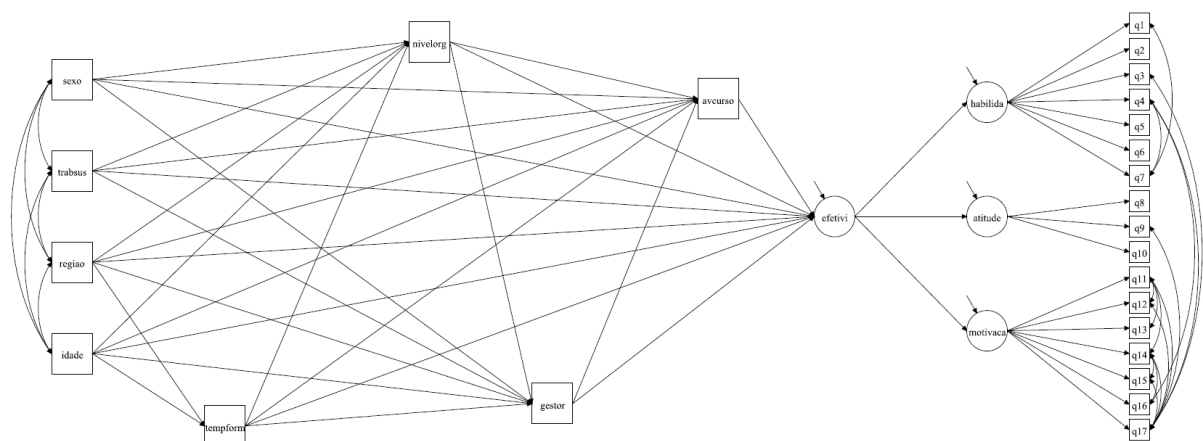 sexo
trabsus
regiao
idade
tempform
nivelorg
gestor
avcurso
efetivi
habilida
atitude
motivaca
q1
q2
q3
q4
q5
q6
q7
q8
q9
q10
q11
q12
q13
q14
q15
q16
q17